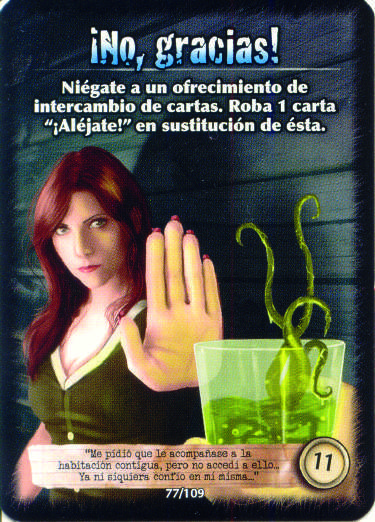 ¡No, gracias!
Niégate a un ofrecimiento de
intercambio de cartas. Roba 1 carta
“¡Aléjate!” en sustitución de ésta.
"Me pidió que le acompañase a la
habitación contigua, pero no accedí a ello...
Ya ni siquiera confío en mí misma..."
11
77/109